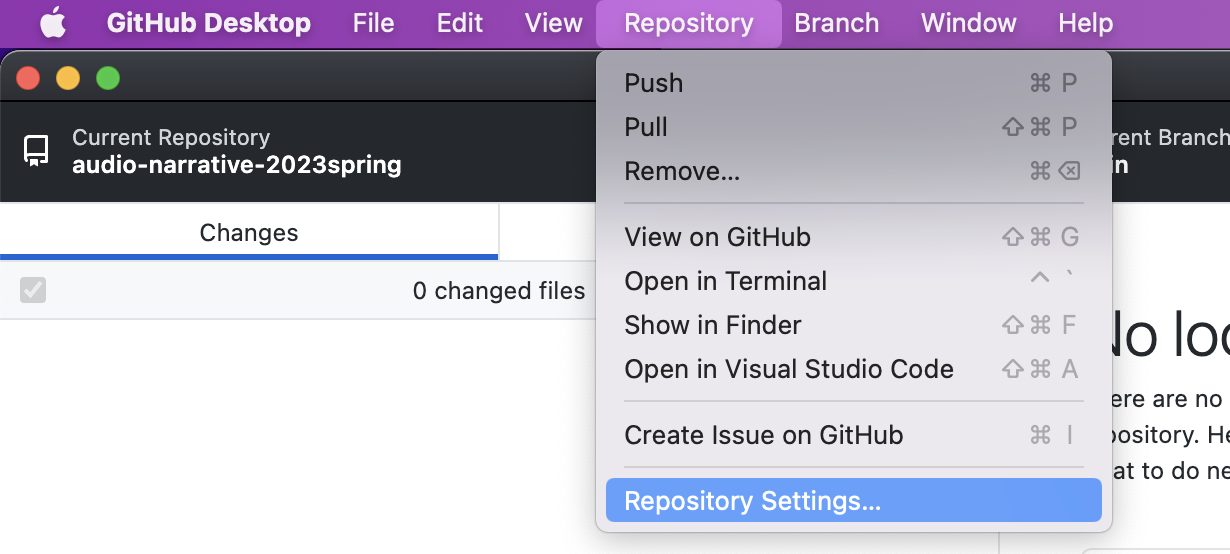 GitHub Desktop File Edit View Repository Branch Window Help
Current Repository
audio-narrative-2023spring
Changes
0 changed files
Push ⌘ P
Pull ⇧ ⌘ P
Remove... ⌘ ⌫
View on GitHub ⇧ ⌘ G
Open in Terminal ^ `
Show in Finder ⇧ ⌘ F
Open in Visual Studio Code ⇧ ⌘ A
Create Issue on GitHub ⌘ I
Repository Settings...
rent Branch
in
No loc
ere are no
pository. He
at to do ne